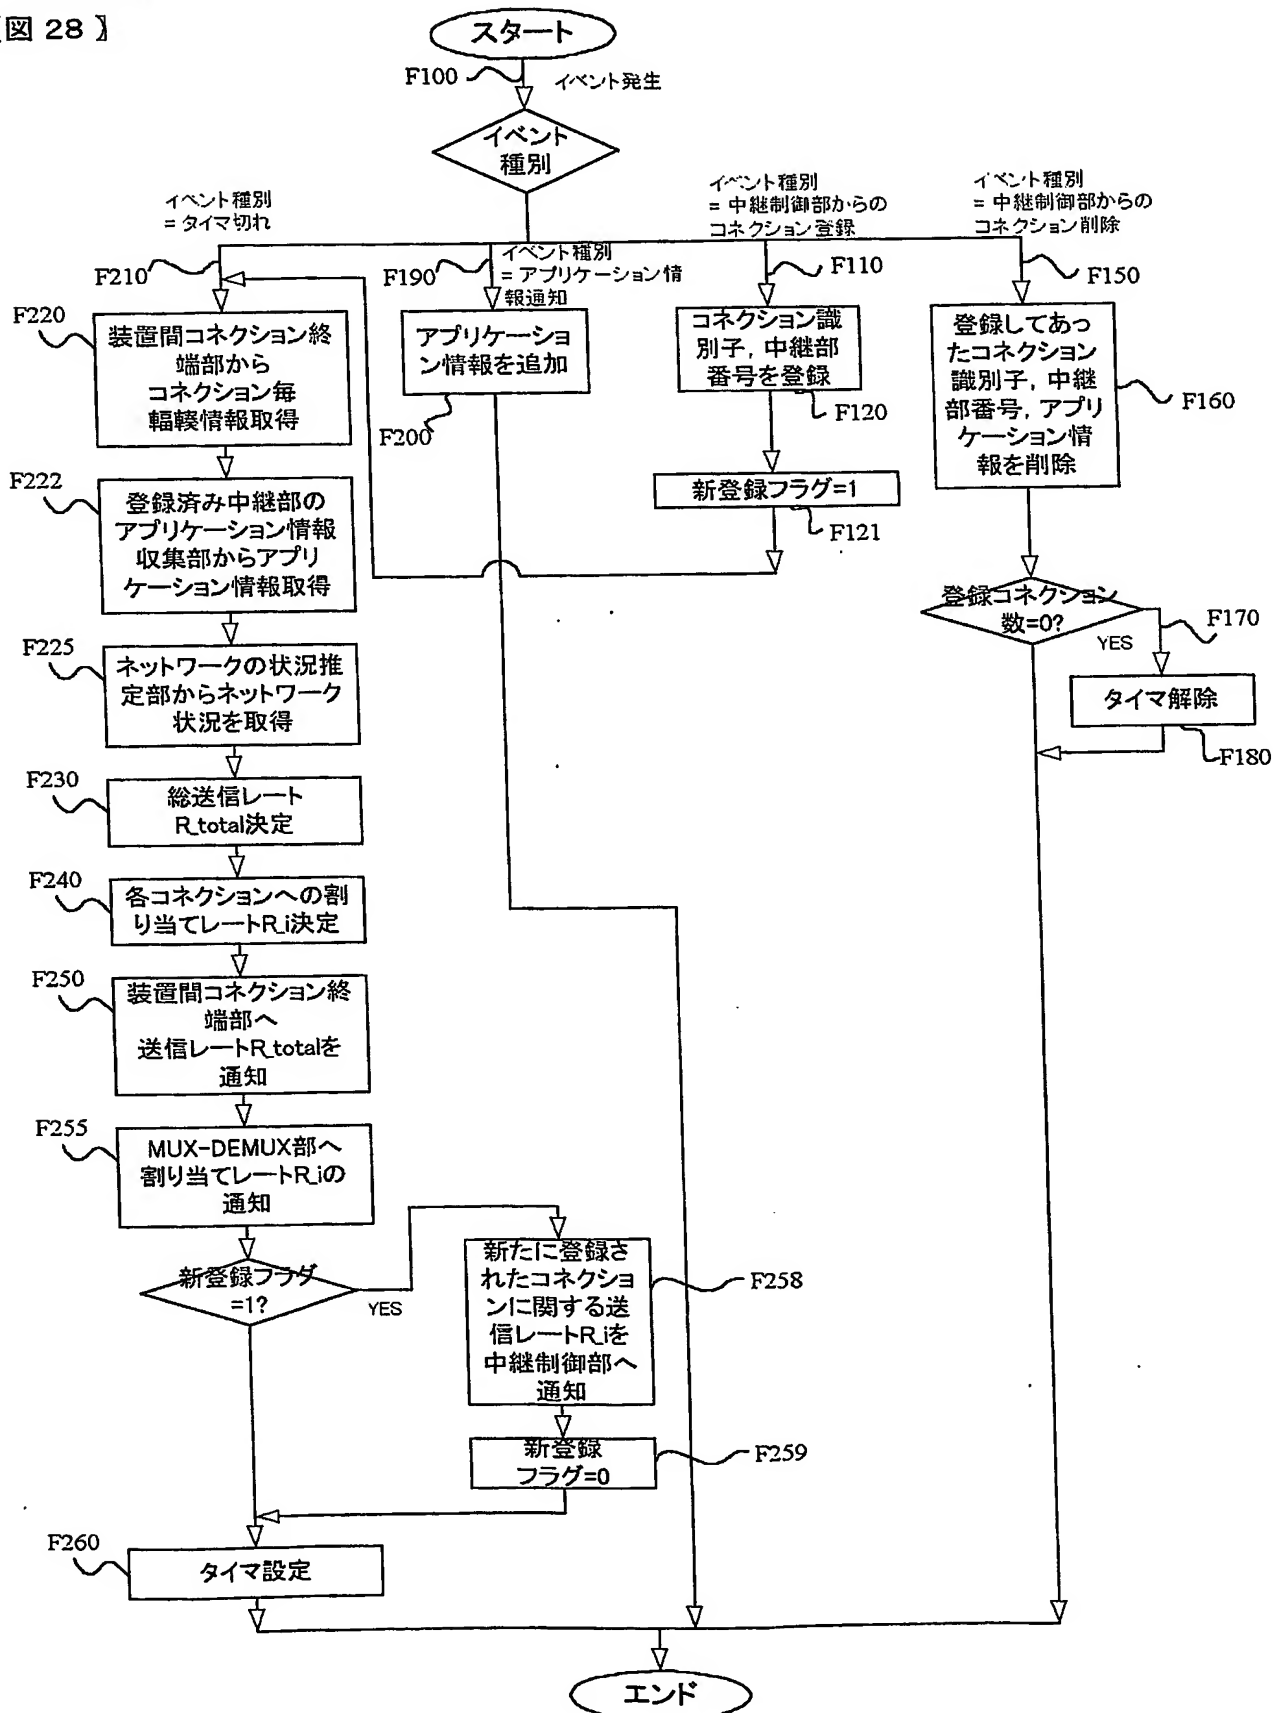 図 28 】
スタート
F100
イベント発生
イベント
種別
イベント種別
= タイマ切れ
イベント種別
= 中継制御部からの
コネクション登録
イベント種別
= 中継制御部からの
コネクション削除
F210
F190
イベント種別
= アプリケーション情
報通知
F110
F150
F220
装置間コネクション終
端部から
コネクション毎
輻輳情報取得
アプリケーショ
ン情報を追加
F200
コネクション識
別子, 中継部
番号を登録
F120
登録してあっ
たコネクション
識別子, 中継
部番号, アプリ
ケーション情
報を削除
F160
F222
登録済み中継部の
アプリケーション情報
収集部からアプリ
ケーション情報取得
新登録フラグ=1
F121
登録コネクション
数=0?
F170
YES
タイマ解除
F180
F225
ネットワークの状況推
定部からネットワーク
状況を取得
F230
総送信レート
R_total決定
F240
各コネクションへの割
り当てレートR_i決定
F250
装置間コネクション終
端部へ
送信レートR_totalを
通知
F255
MUX-DEMUX部へ
割り当てレートR_iの
通知
新登録フラグ
=1?
YES
新たに登録さ
れたコネクショ
ンに関する送
信レートR_iを
中継制御部へ
通知
F258
新登録
フラグ=0
F259
F260
タイマ設定
エンド